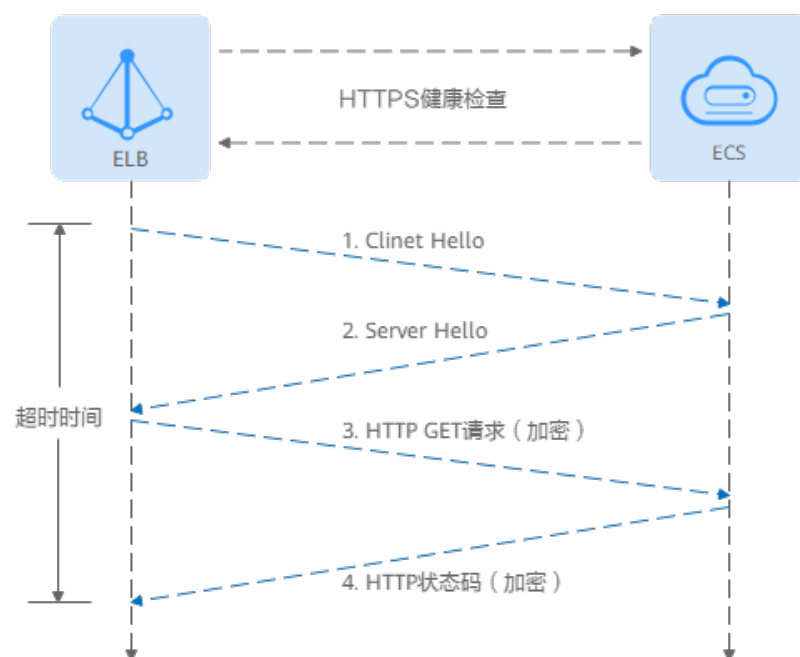 HTTPS健康检查
ELB
ECS
1. Clinet Hello
2. Server Hello
超时时间
3. HTTP GET请求（加密）
4. HTTP状态码（加密）